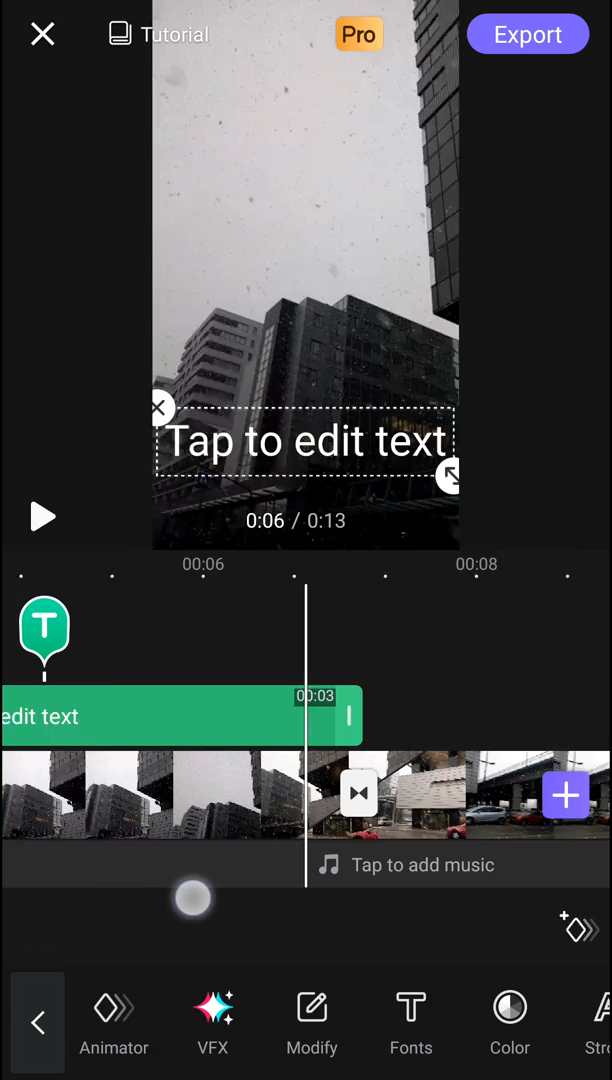 Tutorial
Pro
Export
Tap to edit text
0:06 / 0:13
00:06
00:08
T
edit text
00:03
Tap to add music
Animator
VFX
Modify
Fonts
Color
Stro